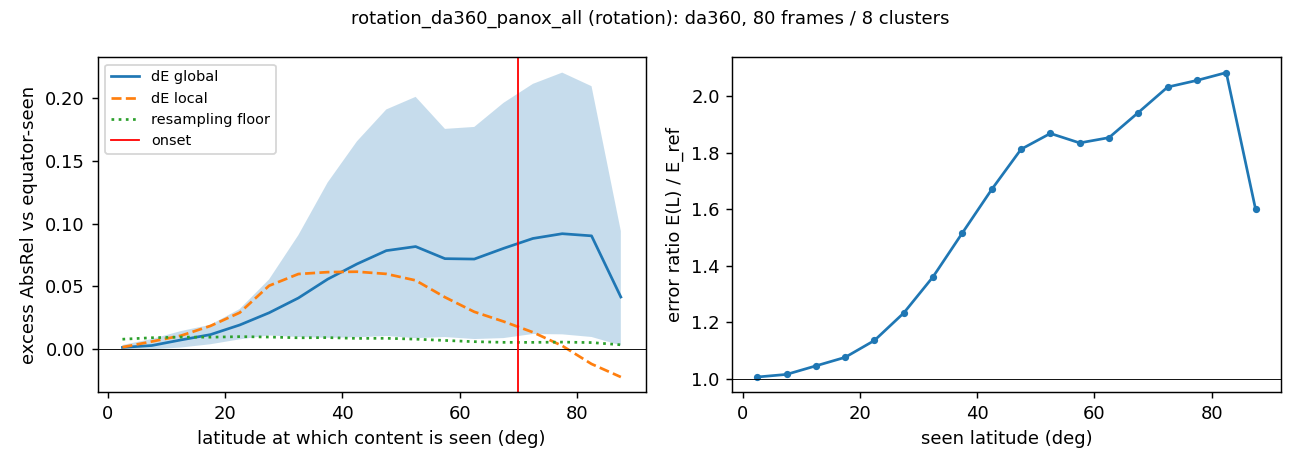 rotation_da360_panox_all (rotation): da360, 80 frames / 8 clusters
excess AbsRel vs equator-seen
0.20
0.15
0.10
0.05
0.00
dE global
dE local
resampling floor
onset
0
20
40
60
80
latitude at which content is seen (deg)
error ratio E(L) / E_ref
2.0
1.8
1.6
1.4
1.2
1.0
0
20
40
60
80
seen latitude (deg)